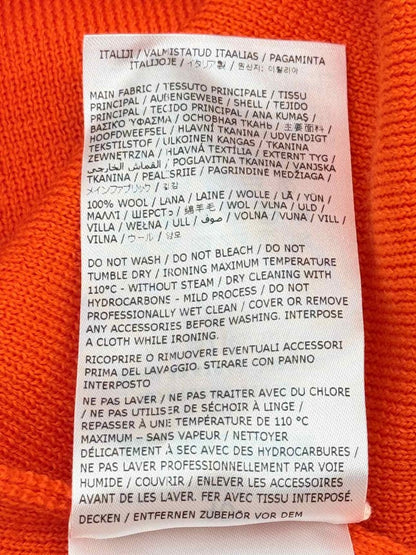 ITALIJI / VALMISTATUD ITAALIAS / PAGAMINTA
ITALIJOJE / イタリア製 / 원산지: 이탈리아
MAIN FABRIC / TESSUTO PRINCIPALE / TISSU
PRINCIPAL / AUßENGEWEBE / SHELL / TEJIDO
PRINCIPAL / TECIDO PRINCIPAL / ANA KUMAŞ /
ΒΑΣΙΚΟ ΎΦΑΣΜΑ / ОСНОВНАЯ ТКАНЬ / 主要面料 /
HOOFDWEEFSEL / HLAVNÍ TKANINA / UDVENDIGT
TEKSTILSTOF / ULKOINEN KANGAS / TKANINA
ZEWNĘTRZNA / HLAVNÁ TEXTÍLIA / EXTERNT TYG /
القماش الخارجي / POGLAVITNA TKANINA / VANJSKA
TKANINA / PEALSRIIE / PAGRINDINE MEDŽIAGA /
メインファブリック / 겉감
100% WOOL / LANA / LAINE / WOLLE / LÃ / YÜN /
ΜΑΛΛΊ / ШЕРСТЬ / 绵羊毛 / WOL / VLNA / ULD /
VILLA / WEŁNA / ULL / صوف / VOLNA / VUNA / VILL /
VILNA / ウール / 양모
DO NOT WASH / DO NOT BLEACH / DO NOT
TUMBLE DRY / IRONING MAXIMUM TEMPERATURE
110°C - WITHOUT STEAM / DRY CLEANING WITH
HYDROCARBONS - MILD PROCESS / DO NOT
PROFESSIONALLY WET CLEAN / COVER OR REMOVE
ANY ACCESSORIES BEFORE WASHING. INTERPOSE
A CLOTH WHILE IRONING.
RICOPRIRE O RIMUOVERE EVENTUALI ACCESSORI
PRIMA DEL LAVAGGIO. STIRARE CON PANNO
INTERPOSTO
NE PAS LAVER / NE PAS TRAITER AVEC DU CHLORE
/ NE PAS UTILISER DE SÉCHOIR À LINGE /
REPASSER À UNE TEMPÉRATURE DE 110 °C
MAXIMUM – SANS VAPEUR / NETTOYER
DÉLICATEMENT À SEC AVEC DES HYDROCARBURES /
NE PAS LAVER PROFESSIONNELLEMENT PAR VOIE
HUMIDE / COUVRIR / ENLEVER LES ACCESSOIRES
AVANT DE LES LAVER. FER AVEC TISSU INTERPOSÉ.
DECKEN / ENTFERNEN ZUBEHÖR VOR DEM